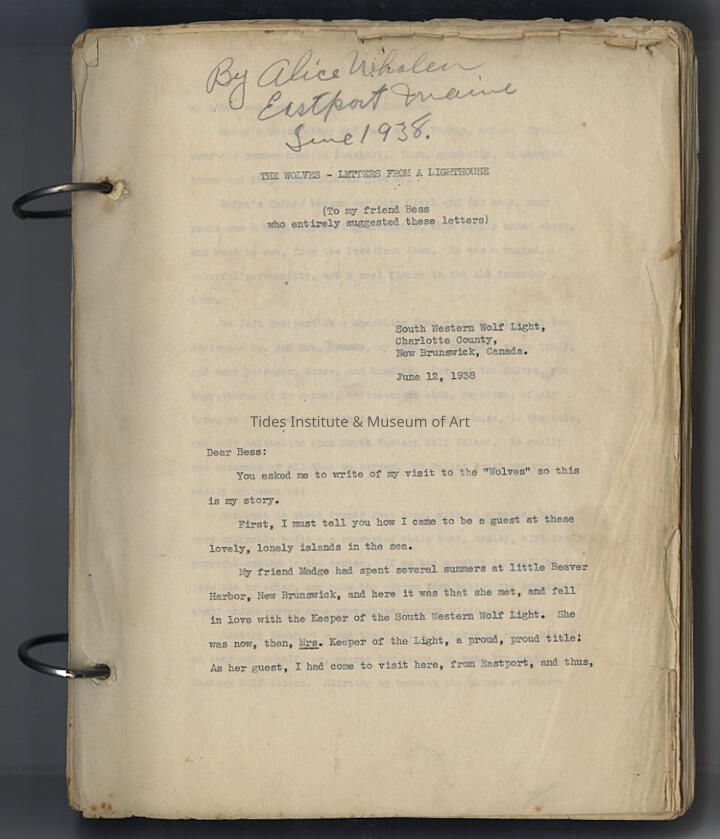 By Alice Whalen
Eastport Maine
June 1938.
THE WOLVES - LETTERS FROM A LIGHTHOUSE
(To my friend Bess
who entirely suggested these letters)
South Western Wolf Light,
Charlotte County,
New Brunswick, Canada.
June 12, 1938
Tides Institute & Museum of Art
Dear Bess:
You asked me to write of my visit to the "Wolves" so this
is my story.
First, I must tell you how I came to be a guest at these
lovely, lonely islands in the sea.
My friend Madge had spent several summers at little Beaver
Harbor, New Brunswick, and here it was that she met, and fell
in love with the Keeper of the South Western Wolf Light. She
was now, then, Mrs. Keeper of the Light, a proud, proud title!
As her guest, I had come to visit here, from Eastport, and thus,